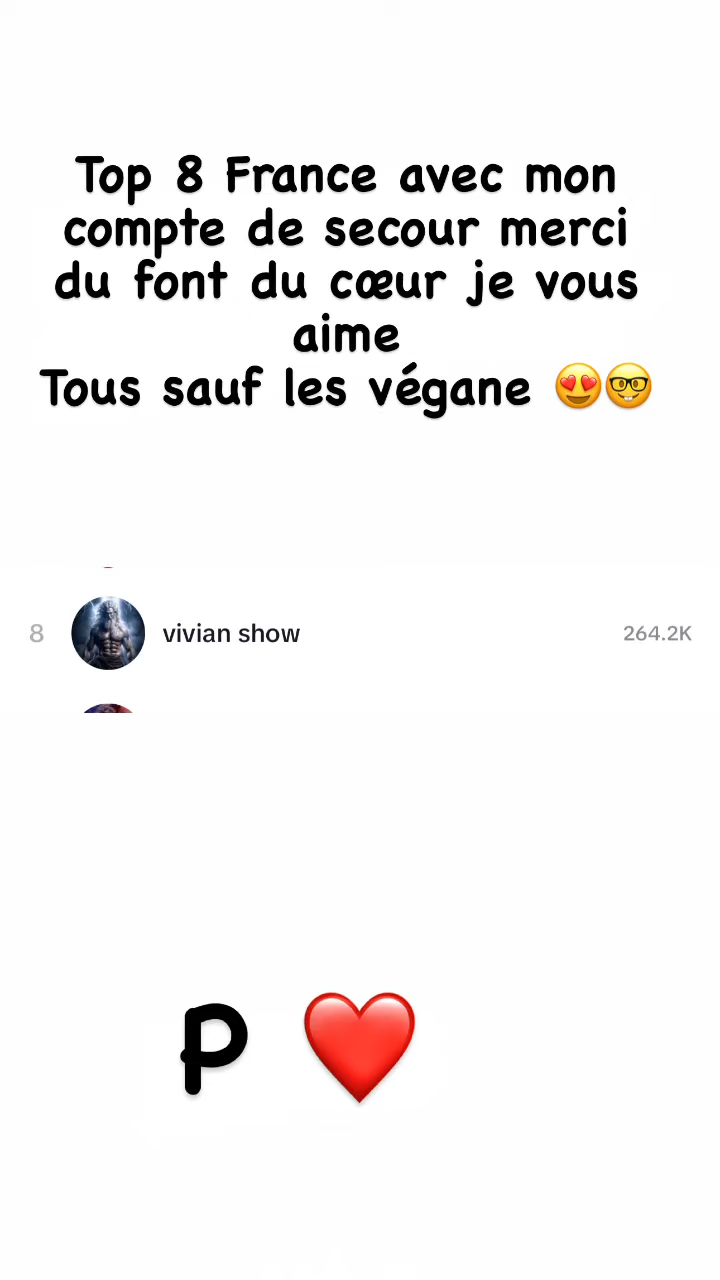 Top 8 France avec mon
compte de secour merci
du font du cœur je vous
aime
Tous sauf les végane 😍🤓
8 vivian show 264.2K
P ❤️